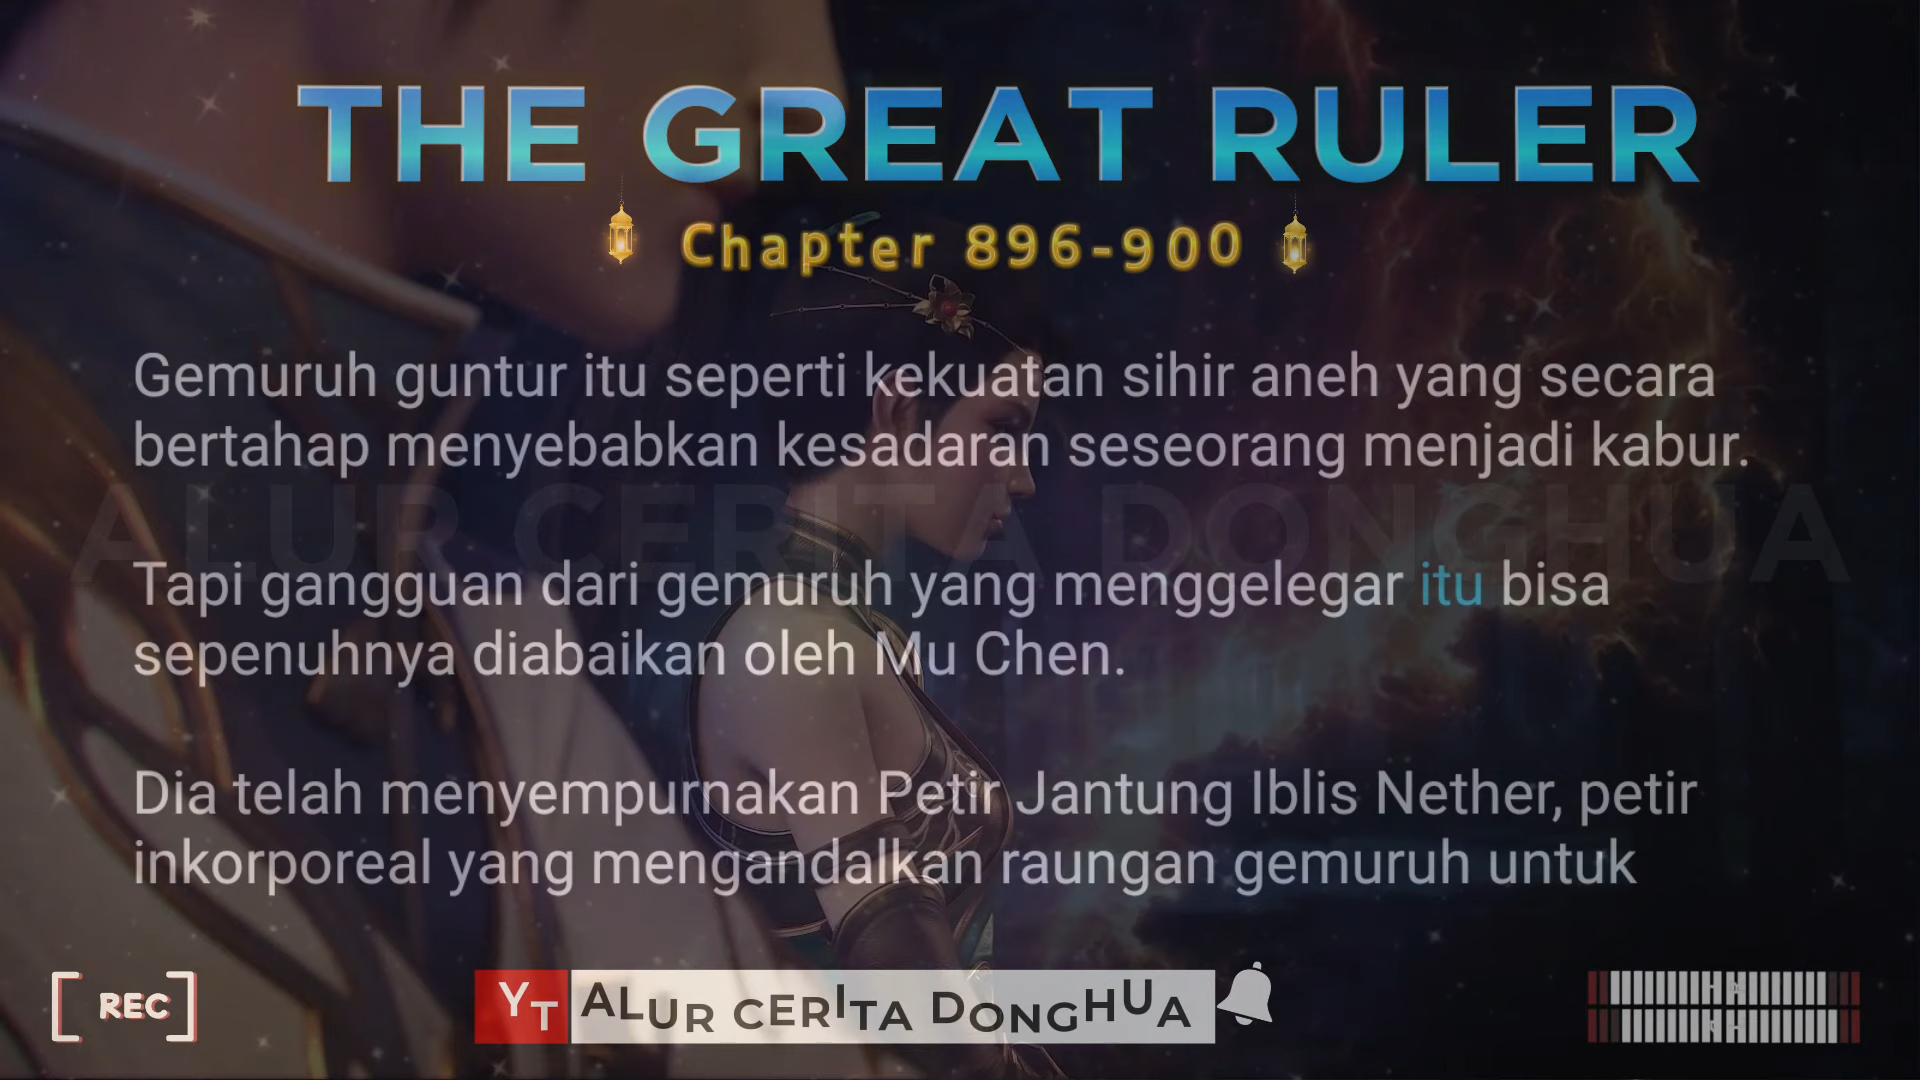 THE GREAT RULER
Chapter 896-900
Gemuruh guntur itu seperti kekuatan sihir aneh yang secara
bertahap menyebabkan kesadaran seseorang menjadi kabur.
ALUR CERITA DONGHUA
Tapi gangguan dari gemuruh yang menggelegar itu bisa
sepenuhnya diabaikan oleh Mu Chen.
Dia telah menyempurnakan Petir Jantung Iblis Nether, petir
inkorporeal yang mengandalkan raungan gemuruh untuk
REC
YT ALUR CERITA DONGHUA